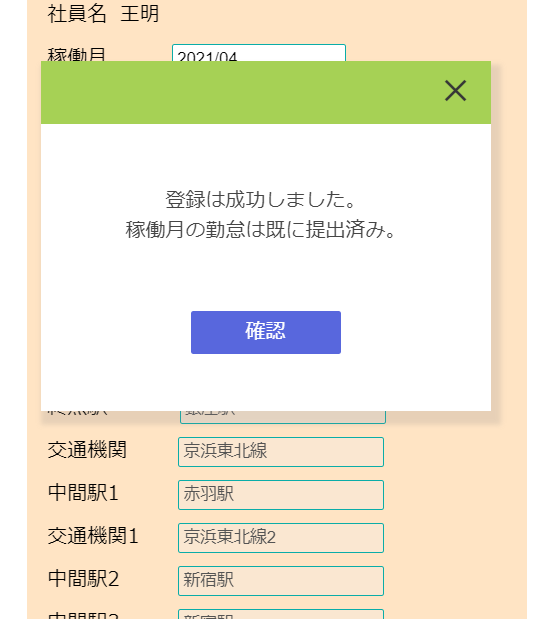 社員名 王明
稼働月 2021/04
登録は成功しました。
稼働月の勤怠は既に提出済み。
確認
交通機関 京浜東北線
中間駅1 赤羽駅
交通機関1 京浜東北線2
中間駅2 新宿駅